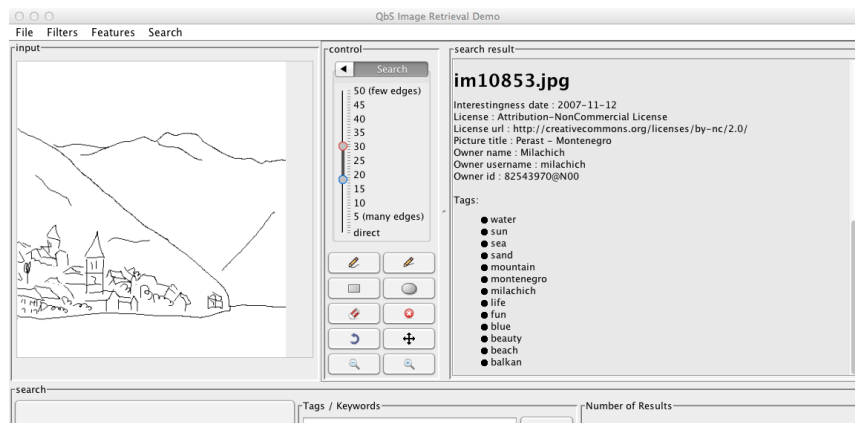 QbS Image Retrieval Demo
File Filters Features Search
input
control
Search
50 (few edges)
45
40
35
30
25
20
15
10
5 (many edges)
direct
search result
im10853.jpg
Interestingness date : 2007-11-12
License : Attribution-NonCommercial License
License url : http://creativecommons.org/licenses/by-nc/2.0/
Picture title : Perast - Montenegro
Owner name : Milachich
Owner username : milachich
Owner id : 82543970@N00
Tags:
water
sun
sea
sand
mountain
montenegro
milachich
life
fun
blue
beauty
beach
balkan
search
Tags / Keywords
Number of Results